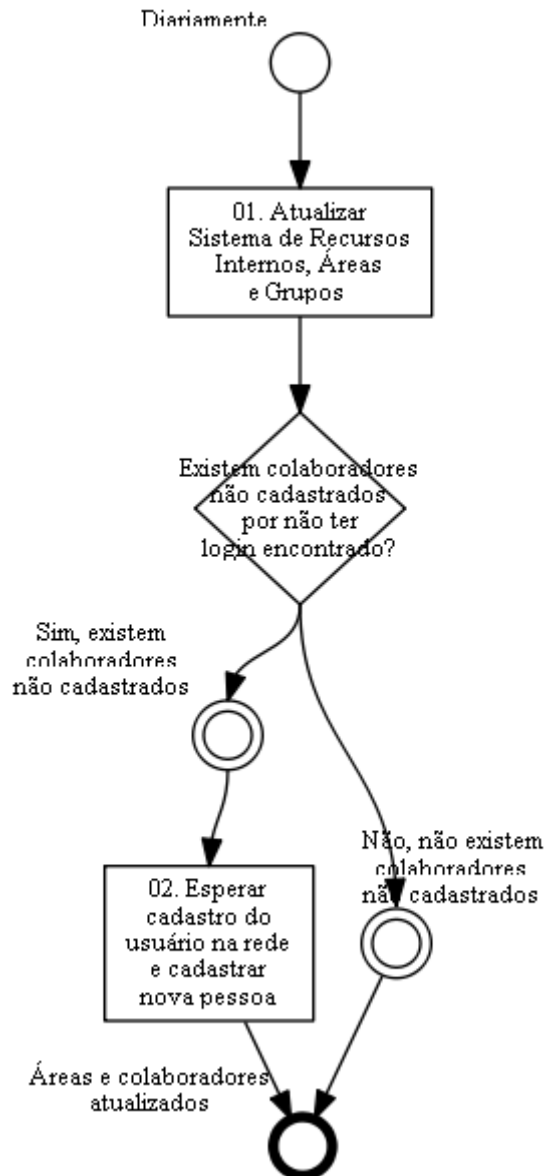 Diariamente
01. Atualizar
Sistema de Recursos
Internos, Áreas
e Grupos
Existem colaboradores
não cadastrados
por não ter
login encontrado?
Sim, existem
colaboradores
não cadastrados
Não, não existem
colaboradores
não cadastrados
02. Esperar
cadastro do
usuário na rede
e cadastrar
nova pessoa
Áreas e colaboradores
atualizados